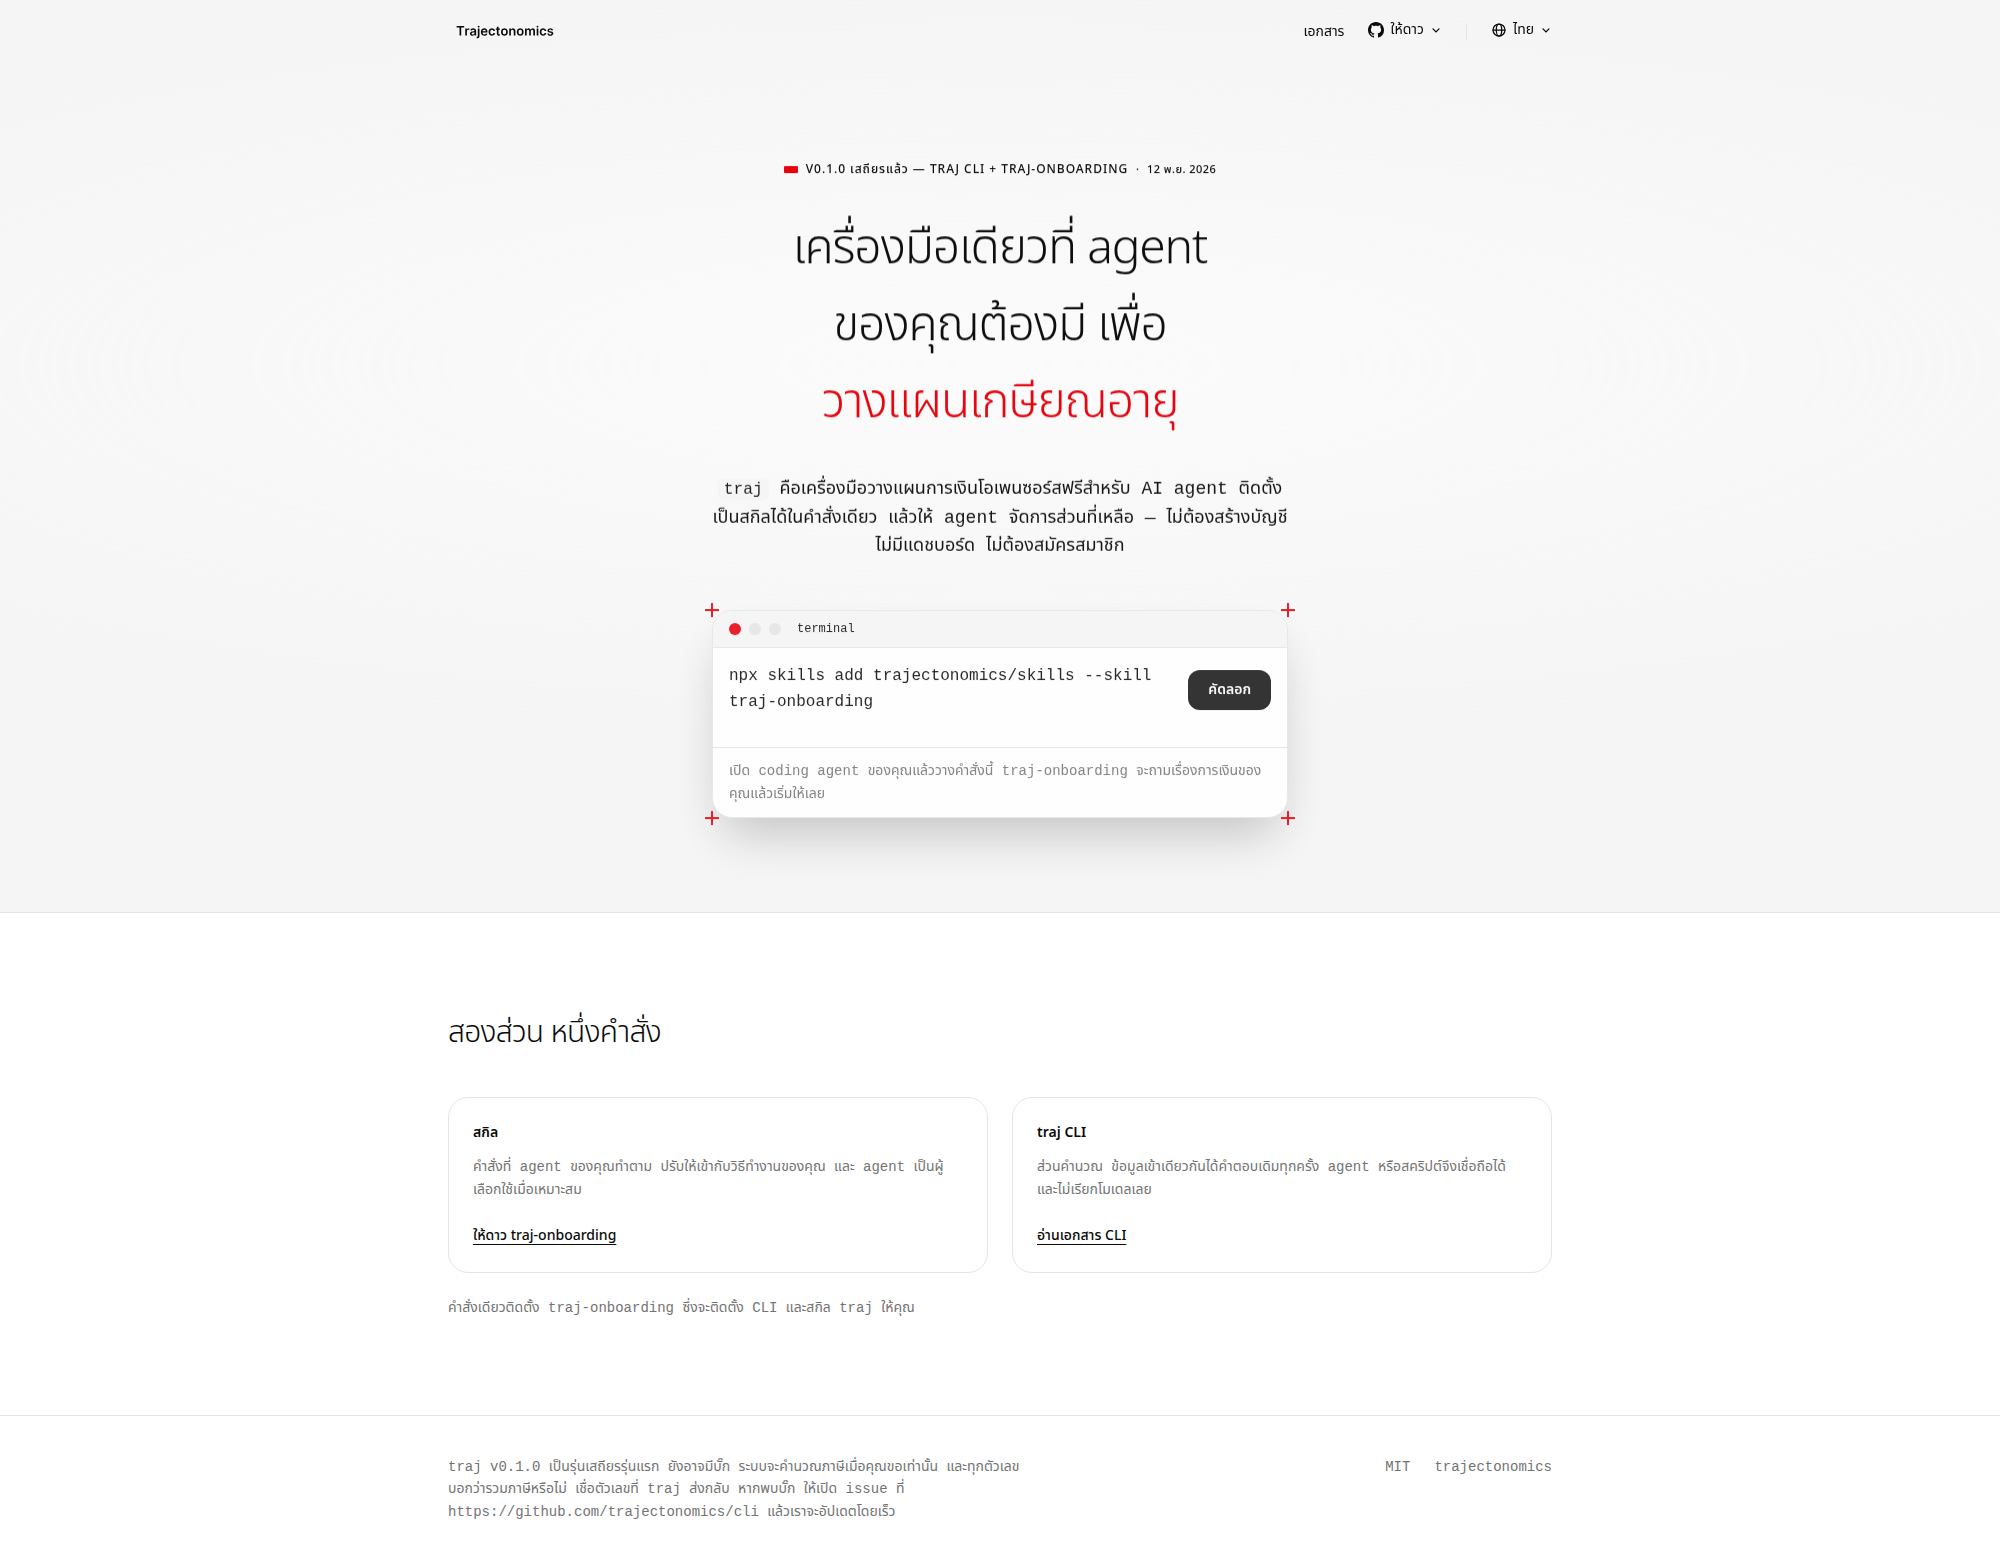 Trajectonomics
เอกสาร
ให้ดาว
ไทย
V0.1.0 เสถียรแล้ว — TRAJ CLI + TRAJ-ONBOARDING · 12 พ.ย. 2026
เครื่องมือเดียวที่ agent
ของคุณต้องมี เพื่อ
วางแผนเกษียณอายุ
traj คือเครื่องมือวางแผนการเงินโอเพนซอร์สฟรีสำหรับ AI agent ติดตั้ง
เป็นสกิลได้ในคำสั่งเดียว แล้วให้ agent จัดการส่วนที่เหลือ — ไม่ต้องสร้างบัญชี
ไม่มีแดชบอร์ด ไม่ต้องสมัครสมาชิก
terminal
npx skills add trajectonomics/skills --skill
traj-onboarding
คัดลอก
เปิด coding agent ของคุณแล้ววางคำสั่งนี้ traj-onboarding จะถามเรื่องการเงินของ
คุณแล้วเริ่มให้เลย
สองส่วน หนึ่งคำสั่ง
สกิล
คำสั่งที่ agent ของคุณทำตาม ปรับให้เข้ากับวิธีทำงานของคุณ และ agent เป็นผู้
เลือกใช้เมื่อเหมาะสม
ให้ดาว traj-onboarding
traj CLI
ส่วนคำนวณ ข้อมูลเข้าเดียวกันได้คำตอบเดิมทุกครั้ง agent หรือสคริปต์จึงเชื่อถือได้
และไม่เรียกโมเดลเลย
อ่านเอกสาร CLI
คำสั่งเดียวติดตั้ง traj-onboarding ซึ่งจะติดตั้ง CLI และสกิล traj ให้คุณ
traj v0.1.0 เป็นรุ่นเสถียรรุ่นแรก ยังอาจมีบั๊ก ระบบจะคำนวณภาษีเมื่อคุณขอเท่านั้น และทุกตัวเลข
บอกว่ารวมภาษีหรือไม่ เชื่อตัวเลขที่ traj ส่งกลับ หากพบบั๊ก ให้เปิด issue ที่
https://github.com/trajectonomics/cli แล้วเราจะอัปเดตโดยเร็ว
MIT trajectonomics